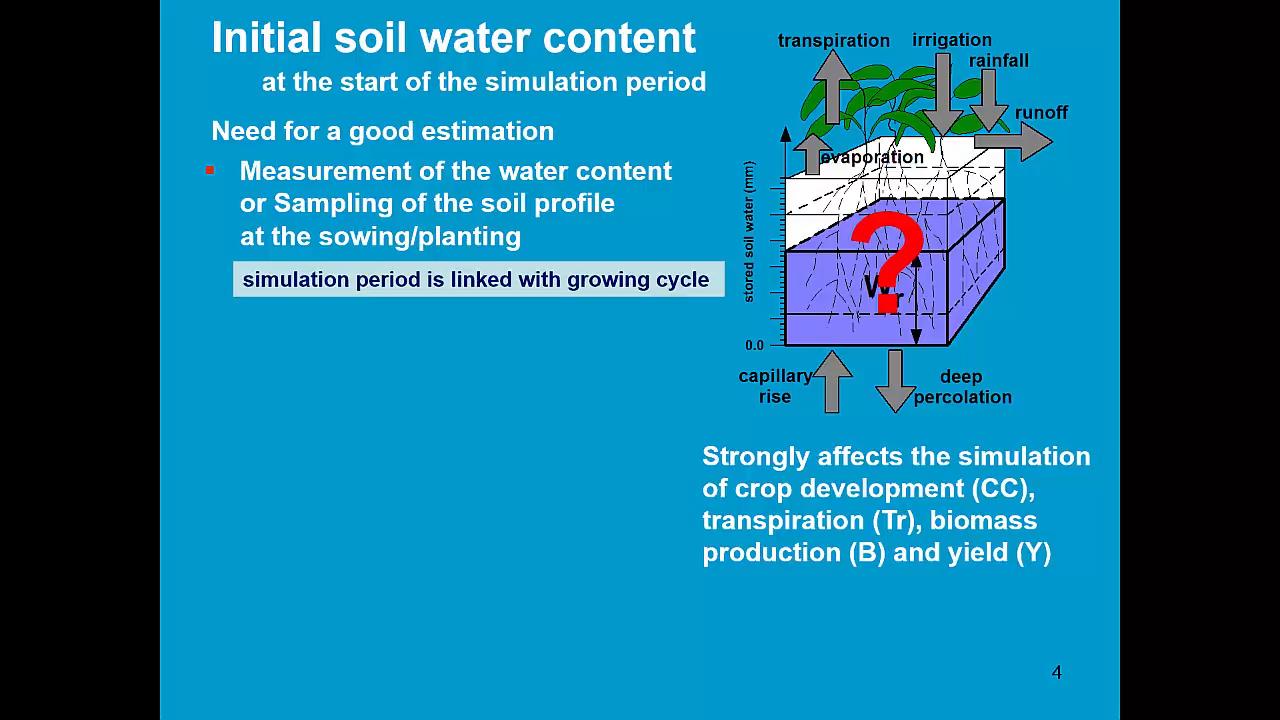 Initial soil water content
at the start of the simulation period
Need for a good estimation
Measurement of the water content
or Sampling of the soil profile
at the sowing/planting
simulation period is linked with growing cycle
transpiration
irrigation
rainfall
runoff
evaporation
stored soil water (mm)
?
Wr
0.0
capillary
rise
deep
percolation
Strongly affects the simulation
of crop development (CC),
transpiration (Tr), biomass
production (B) and yield (Y)
4